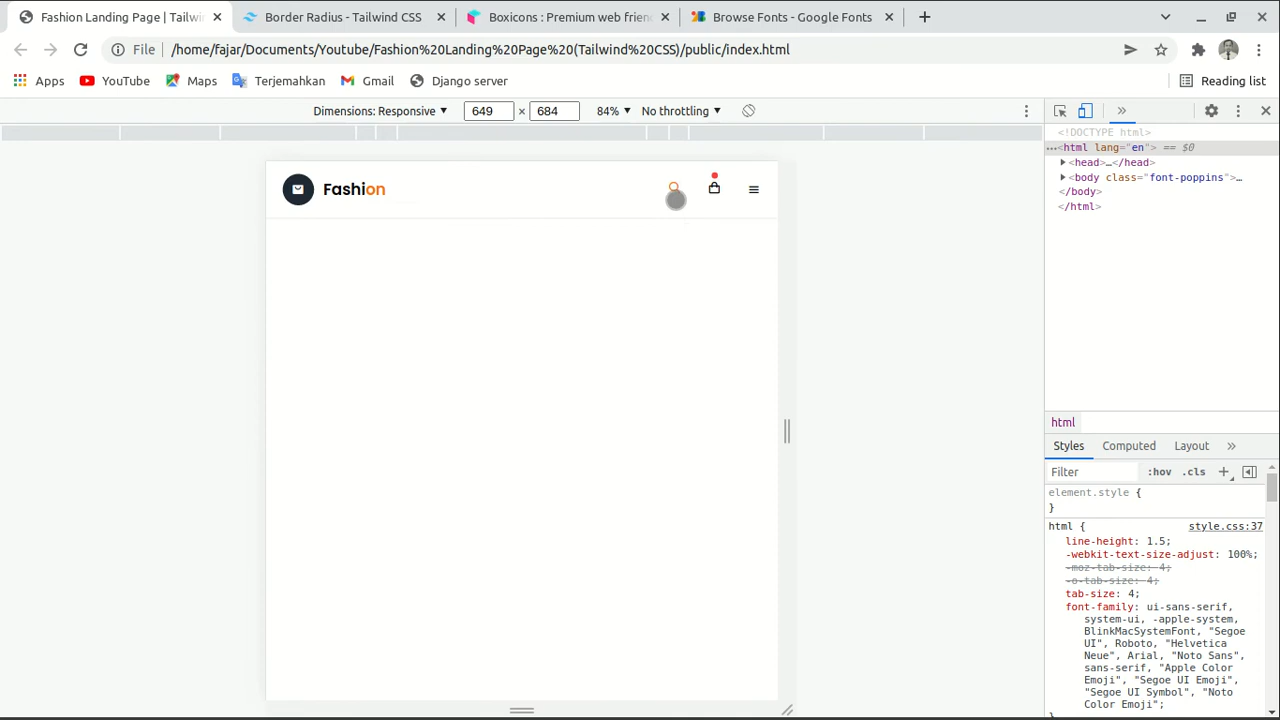 Fashion Landing Page | Tailwi
Border Radius - Tailwind CSS
Boxicons : Premium web frien
Browse Fonts - Google Fonts
File
/home/fajar/Documents/Youtube/Fashion%20Landing%20Page%20(Tailwind%20CSS)/public/index.html
Apps
YouTube
Maps
Terjemahkan
Gmail
Django server
Reading list
Dimensions: Responsive
649 × 684
84%
No throttling
<!DOCTYPE html>
…<html lang="en"> == $0
<head>…</head>
<body class="font-poppins">…
</body>
</html>
Fashion
html
Styles
Computed
Layout
Filter
:hov
.cls
element.style {
}
html {
style.css:37
line-height: 1.5;
-webkit-text-size-adjust: 100%;
-moz-tab-size: 4;
-o-tab-size: 4;
tab-size: 4;
font-family: ui-sans-serif,
system-ui, -apple-system,
BlinkMacSystemFont, "Segoe
UI", Roboto, "Helvetica
Neue", Arial, "Noto Sans",
sans-serif, "Apple Color
Emoji", "Segoe UI Emoji",
"Segoe UI Symbol", "Noto
Color Emoji";
}